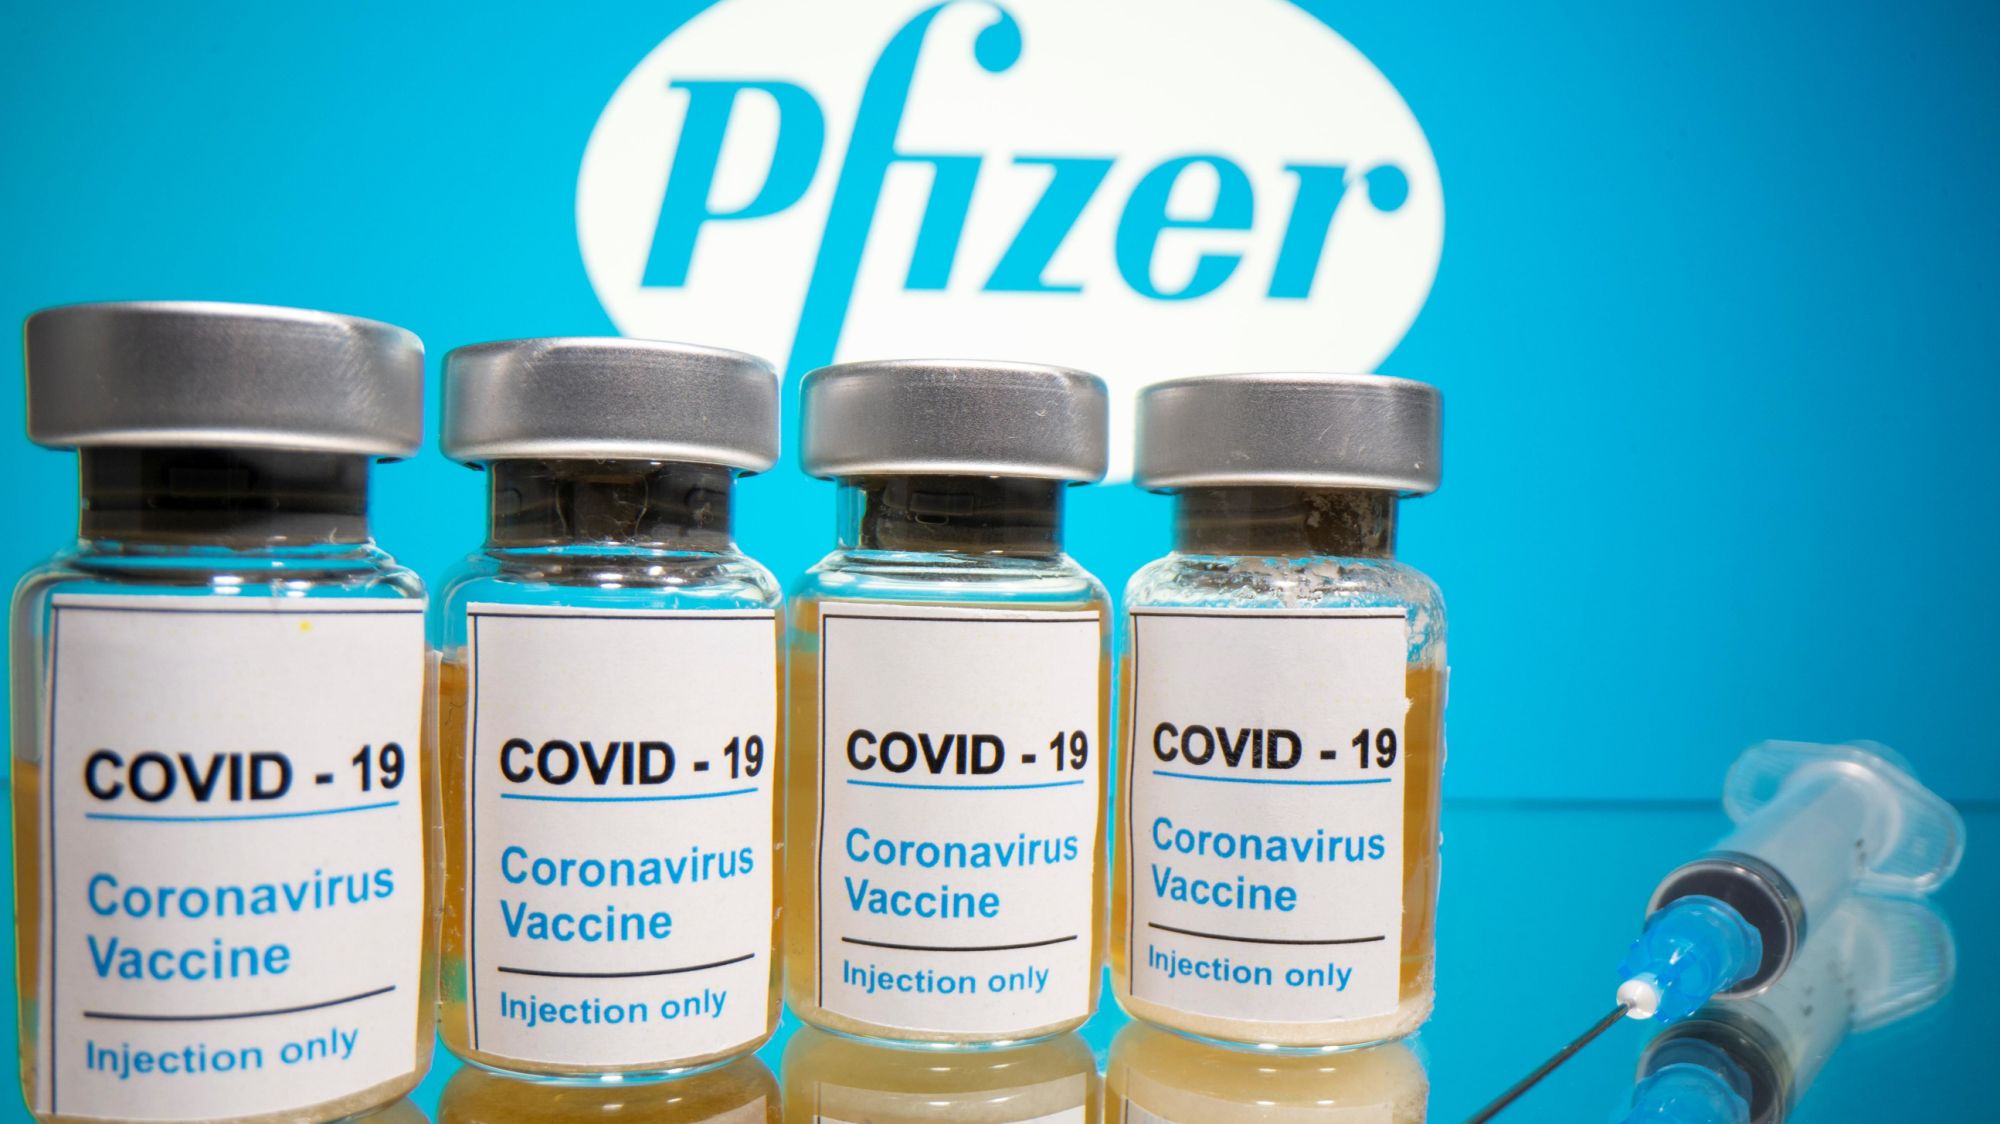 Pfizer
COVID - 19
Coronavirus
Vaccine
Injection only
COVID - 19
Coronavirus
Vaccine
Injection only
COVID - 19
Coronavirus
Vaccine
Injection only
COVID - 19
Coronavirus
Vaccine
Injection only